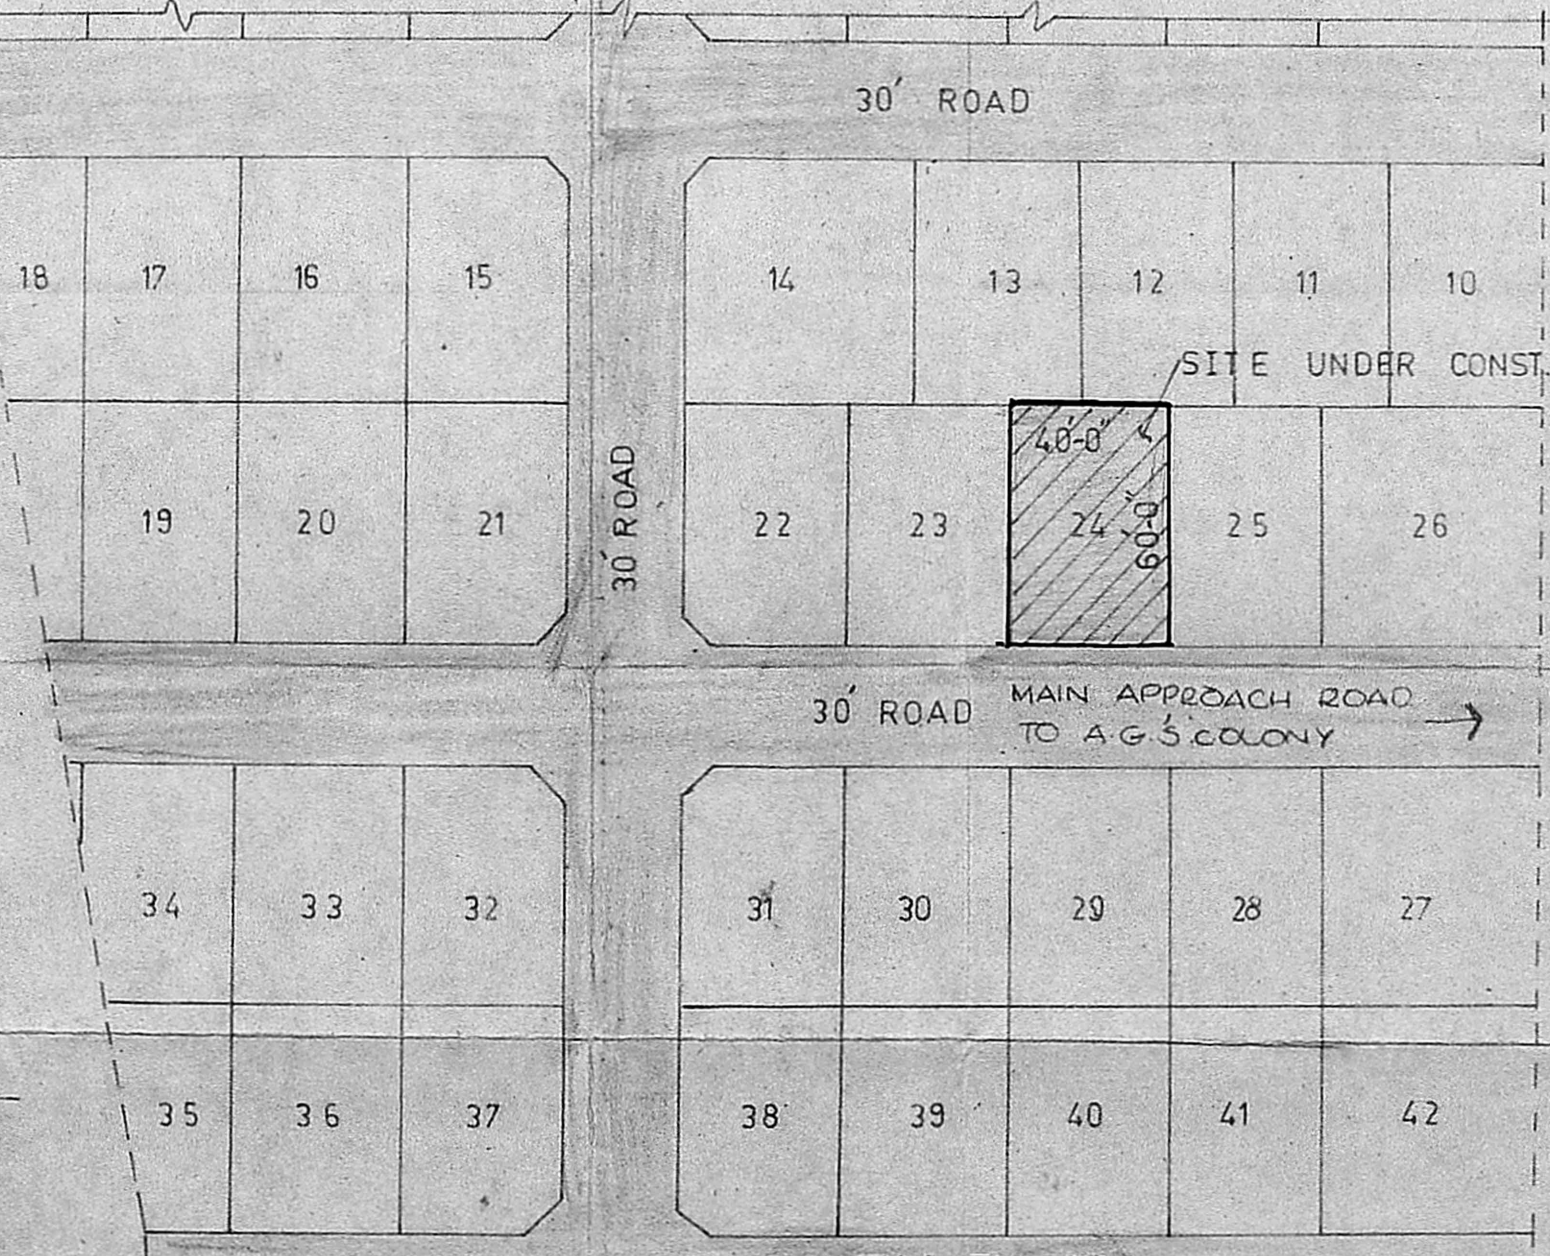 30' ROAD
18 17 16 15 14 13 12 11 10
SITE UNDER CONST.
40'-0"
60'-0"
19 20 21 22 23 24 25 26
30' ROAD
30' ROAD
MAIN APPROACH ROAD
TO A.G.'S.COLONY
34 33 32 31 30 29 28 27
35 36 37 38 39 40 41 42